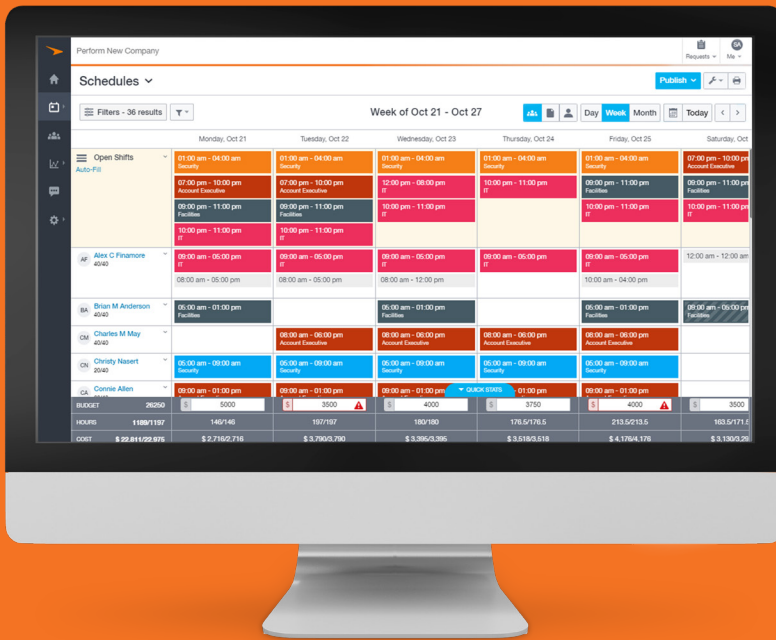 Perform New Company
Requests
SA
Me
Schedules
Publish
Filters - 36 results
Week of Oct 21 - Oct 27
Day Week Month
Today
Monday, Oct 21
Tuesday, Oct 22
Wednesday, Oct 23
Thursday, Oct 24
Friday, Oct 25
Saturday, Oct
Open Shifts
Auto-Fill
01:00 am - 04:00 am
Security
01:00 am - 04:00 am
Security
01:00 am - 04:00 am
Security
01:00 am - 04:00 am
Security
01:00 am - 04:00 am
Security
07:00 pm - 10:00 pm
Account Executive
07:00 pm - 10:00 pm
Account Executive
07:00 pm - 10:00 pm
Account Executive
12:00 pm - 08:00 pm
IT
10:00 pm - 11:00 pm
IT
09:00 pm - 11:00 pm
Facilities
09:00 pm - 11:00 pm
Facilities
09:00 pm - 11:00 pm
Facilities
09:00 pm - 11:00 pm
Facilities
10:00 pm - 11:00 pm
IT
10:00 pm - 11:00 pm
IT
10:00 pm - 11:00 pm
IT
10:00 pm - 11:00 pm
IT
10:00 pm - 11:00 pm
IT
AF
Alex C Finamore
40/40
09:00 am - 05:00 pm
IT
09:00 am - 05:00 pm
IT
09:00 am - 05:00 pm
IT
09:00 am - 05:00 pm
IT
09:00 am - 05:00 pm
IT
12:00 am - 12:00 am
08:00 am - 05:00 pm
08:00 am - 05:00 pm
08:00 am - 12:00 pm
10:00 am - 04:00 pm
BA
Brian M Anderson
40/40
05:00 am - 01:00 pm
Facilities
05:00 am - 01:00 pm
Facilities
05:00 am - 01:00 pm
Facilities
09:00 am - 05:00 pm
Facilities
CM
Charles M May
40/40
08:00 am - 06:00 pm
Account Executive
08:00 am - 06:00 pm
Account Executive
08:00 am - 06:00 pm
Account Executive
08:00 am - 06:00 pm
Account Executive
CN
Christy Nasert
20/40
05:00 am - 09:00 am
Security
05:00 am - 09:00 am
Security
05:00 am - 09:00 am
Security
05:00 am - 09:00 am
Security
05:00 am - 09:00 am
Security
CA
Connie Allen
09:00 am - 01:00 pm
09:00 am - 01:00 pm
09:00 am - 01:00 pm
QUICK STATS
- 01:00 pm
09:00 am - 01:00 pm
09:00 am - 01:00 pm
BUDGET 26250
$ 5000
$ 3500
$ 4000
$ 3750
$ 4000
$ 3500
HOURS 1189/1197
146/146
197/197
180/180
176.5/176.5
213.5/213.5
163.5/171.5
COST $ 22,811/22,975
$ 2,716/2,716
$ 3,790/3,790
$ 3,395/3,395
$ 3,518/3,518
$ 4,176/4,176
$ 3,130/3,29